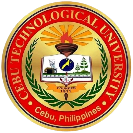 CEBU TECHNOLOGICAL UNIVERSITY
Cebu, Philippines